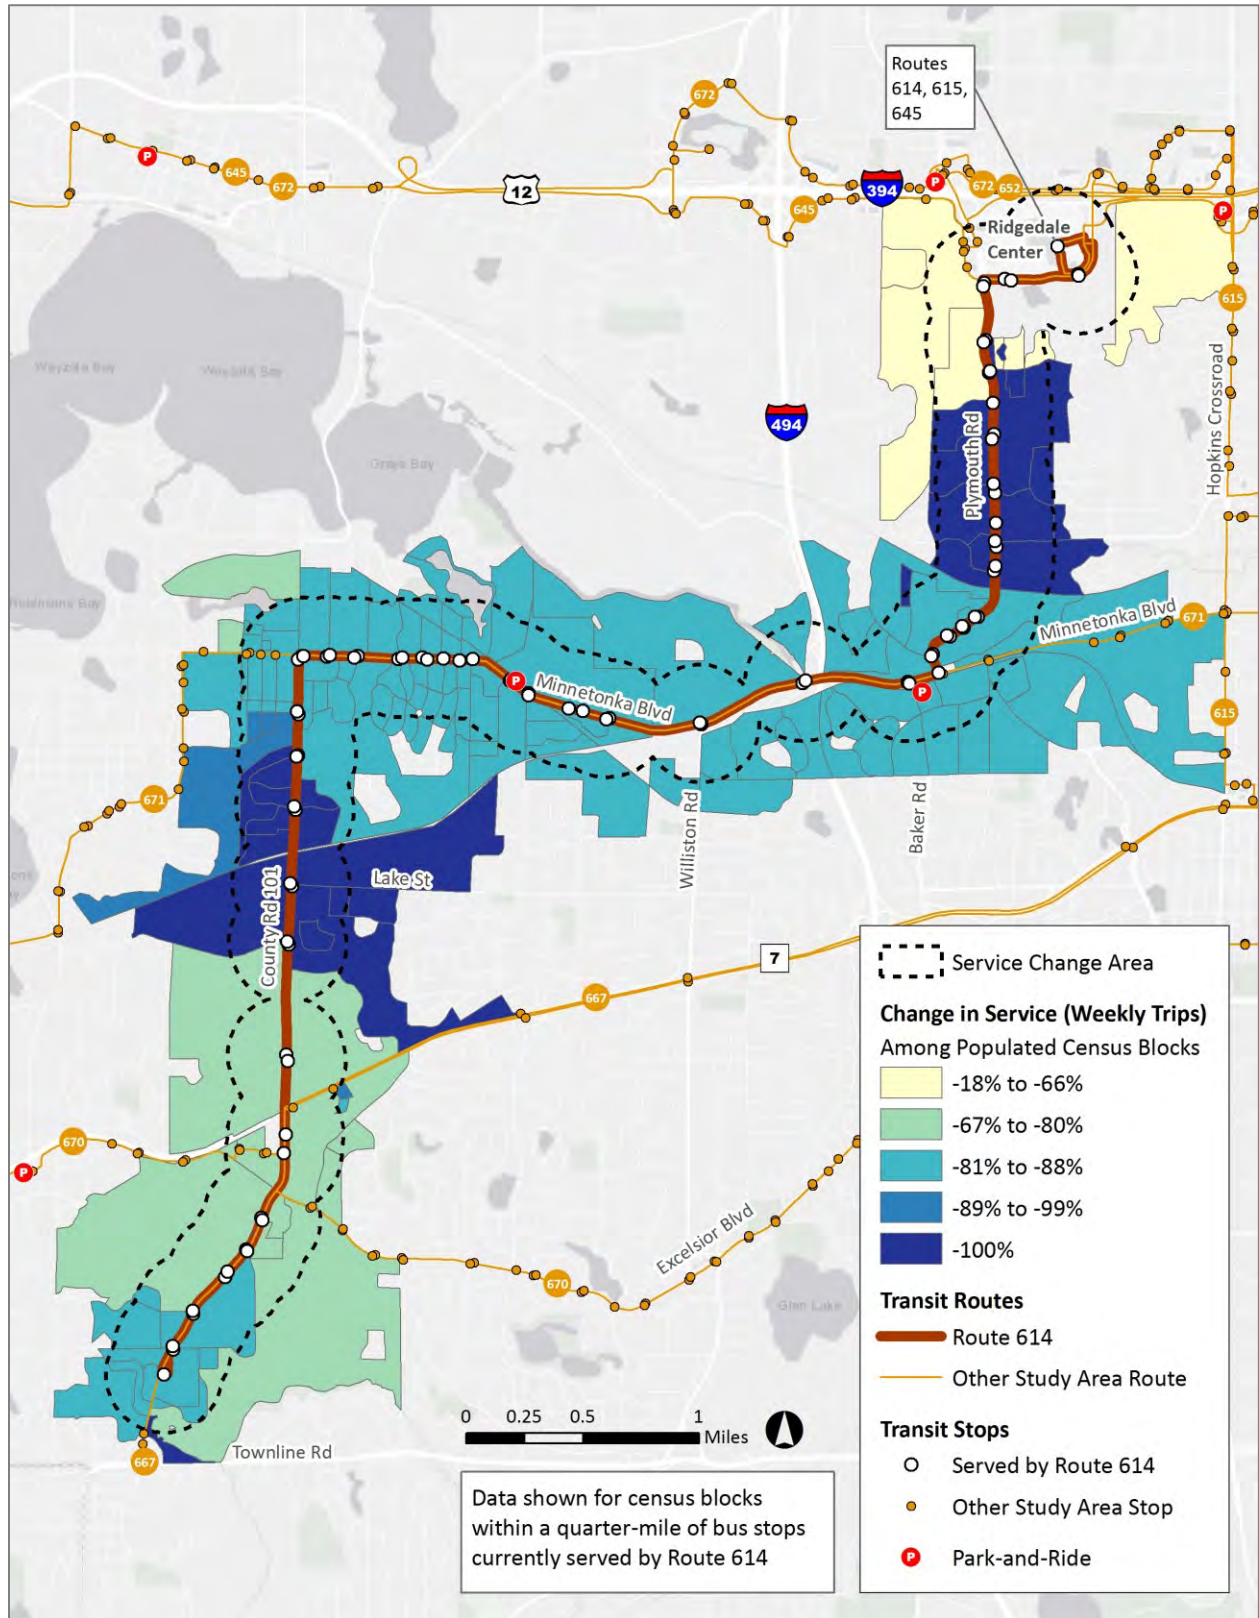 Routes
614, 615,
645
672
P
645
672
12
645
394
P
672
652
P
Ridgedale
Center
615
Wayzata Bay
Wayzata Bay
494
Grays Bay
Plymouth Rd
Hopkins Crossroad
Minnetonka Blvd
671
P
Minnetonka Blvd
P
615
671
Williston Rd
Baker Rd
Lake St
County Rd 101
7
667
670
P
Excelsior Blvd
670
Glen Lake
667
Townline Rd
0 0.25 0.5 1
Miles
Data shown for census blocks
within a quarter-mile of bus stops
currently served by Route 614
Service Change Area
Change in Service (Weekly Trips)
Among Populated Census Blocks
-18% to -66%
-67% to -80%
-81% to -88%
-89% to -99%
-100%
Transit Routes
Route 614
Other Study Area Route
Transit Stops
Served by Route 614
Other Study Area Stop
P
Park-and-Ride